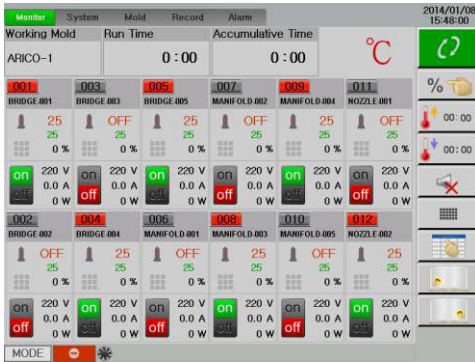 Monitor System Mold Record Alarm 2014/01/08
15:48:00
Working Mold Run Time Accumulative Time
ARICO-1 0:00 0:00 ℃
001 003 005 007 009 011
BRIDGE-001 BRIDGE-003 BRIDGE-005 MANIFOLD-002 MANIFOLD-004 NOZZLE-001
25 OFF 25 OFF 25 OFF
25 25 25 25 25 25
0 % 0 % 0 % 0 % 0 % 0 %
on 220 V on 220 V on 220 V on 220 V on 220 V on 220 V
off 0.0 A off 0.0 A off 0.0 A off 0.0 A off 0.0 A off 0.0 A
0 W 0 W 0 W 0 W 0 W 0 W
002 004 006 008 010 012
BRIDGE-002 BRIDGE-004 MANIFOLD-001 MANIFOLD-003 MANIFOLD-005 NOZZLE-002
OFF 25 OFF 25 OFF 25
25 25 25 25 25 25
0 % 0 % 0 % 0 % 0 % 0 %
on 220 V on 220 V on 220 V on 220 V on 220 V on 220 V
off 0.0 A off 0.0 A off 0.0 A off 0.0 A off 0.0 A off 0.0 A
0 W 0 W 0 W 0 W 0 W 0 W
MODE
%
00:00
00:00